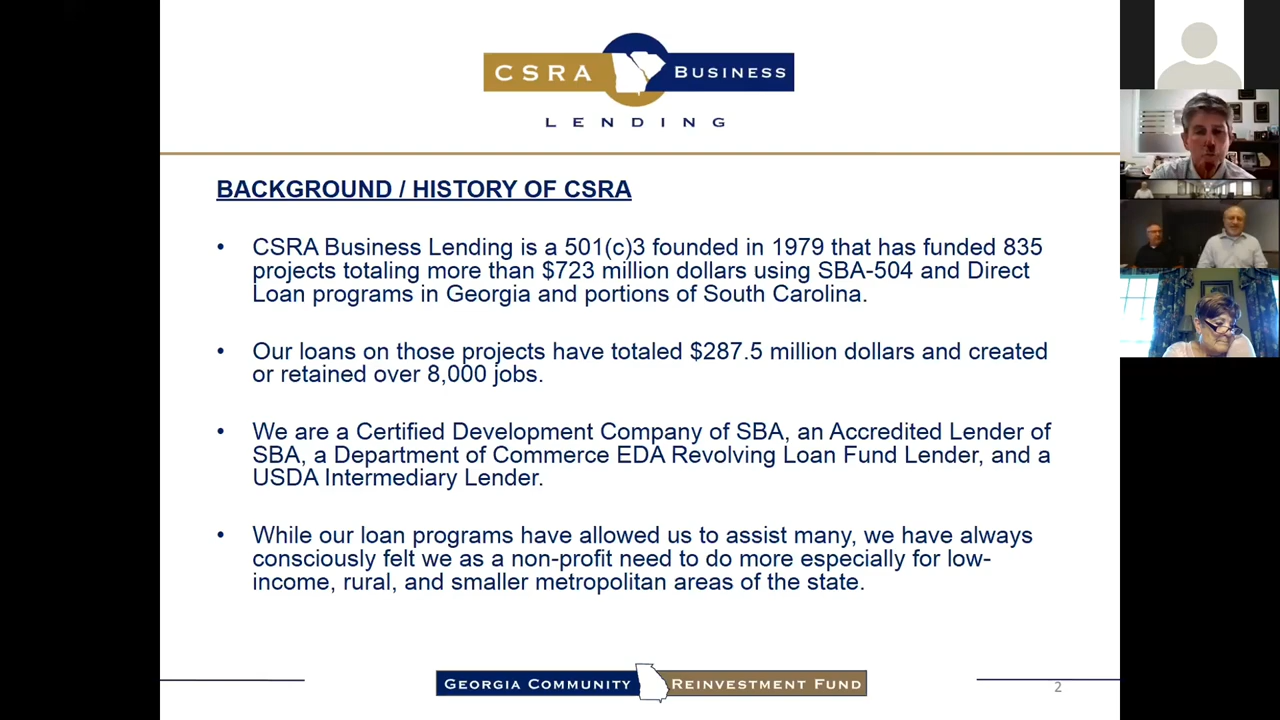 CSRA BUSINESS
LENDING
BACKGROUND / HISTORY OF CSRA
• CSRA Business Lending is a 501(c)3 founded in 1979 that has funded 835
projects totaling more than $723 million dollars using SBA-504 and Direct
Loan programs in Georgia and portions of South Carolina.
• Our loans on those projects have totaled $287.5 million dollars and created
or retained over 8,000 jobs.
• We are a Certified Development Company of SBA, an Accredited Lender of
SBA, a Department of Commerce EDA Revolving Loan Fund Lender, and a
USDA Intermediary Lender.
• While our loan programs have allowed us to assist many, we have always
consciously felt we as a non-profit need to do more especially for low-
income, rural, and smaller metropolitan areas of the state.
GEORGIA COMMUNITY REINVESTMENT FUND
2